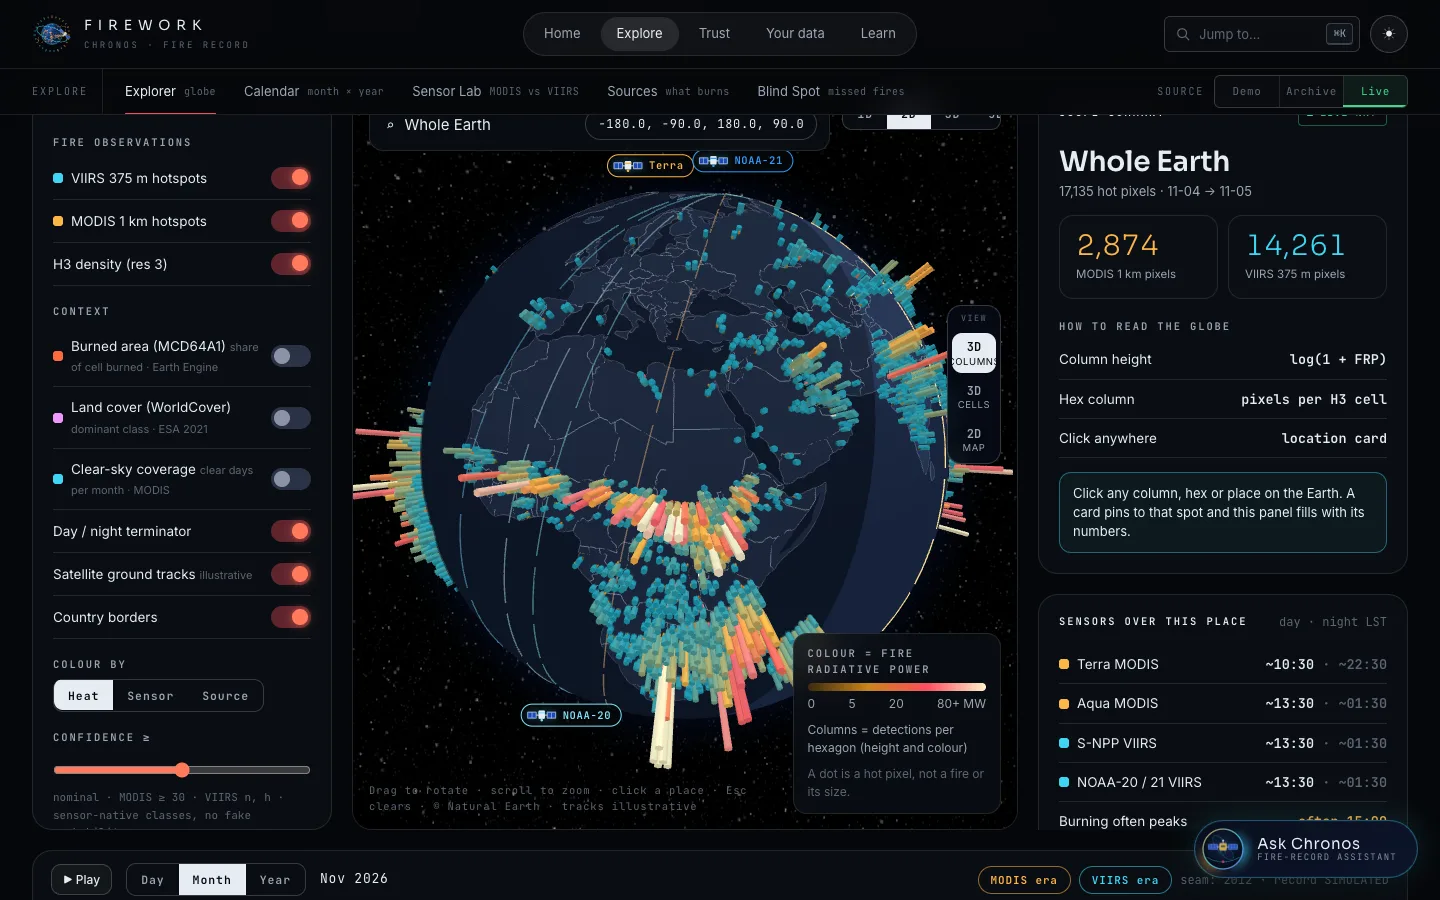 FIREWORK
CHRONOS · FIRE RECORD
Home
Explore
Trust
Your data
Learn
Jump to...
⌘K
EXPLORE
Explorer globe
Calendar month × year
Sensor Lab MODIS vs VIIRS
Sources what burns
Blind Spot missed fires
SOURCE
Demo
Archive
Live
FIRE OBSERVATIONS
VIIRS 375 m hotspots
MODIS 1 km hotspots
H3 density (res 3)
CONTEXT
Burned area (MCD64A1) share
of cell burned · Earth Engine
Land cover (WorldCover)
dominant class · ESA 2021
Clear-sky coverage clear days
per month · MODIS
Day / night terminator
Satellite ground tracks illustrative
Country borders
COLOUR BY
Heat
Sensor
Source
CONFIDENCE ≥
nominal · MODIS ≥ 30 · VIIRS n, h ·
sensor-native classes, no fake
Whole Earth
-180.0, -90.0, 180.0, 90.0
Terra
NOAA-21
NOAA-20
VIEW
3D
COLUMNS
3D
CELLS
2D
MAP
COLOUR = FIRE
RADIATIVE POWER
0 5 20 80+ MW
Columns = detections per
hexagon (height and colour)
A dot is a hot pixel, not a fire or
its size.
Drag to rotate · scroll to zoom · click a place · Esc
clears · © Natural Earth · tracks illustrative
Whole Earth
17,135 hot pixels · 11-04 → 11-05
2,874
MODIS 1 km pixels
14,261
VIIRS 375 m pixels
HOW TO READ THE GLOBE
Column height log(1 + FRP)
Hex column pixels per H3 cell
Click anywhere location card
Click any column, hex or place on the Earth. A
card pins to that spot and this panel fills with its
numbers.
SENSORS OVER THIS PLACE day · night LST
Terra MODIS ~10:30 · ~22:30
Aqua MODIS ~13:30 · ~01:30
S-NPP VIIRS ~13:30 · ~01:30
NOAA-20 / 21 VIIRS ~13:30 · ~01:30
Burning often peaks
Ask Chronos
FIRE-RECORD ASSISTANT
Play
Day
Month
Year
Nov 2026
MODIS era
VIIRS era
seam: 2012 · record SIMULATED